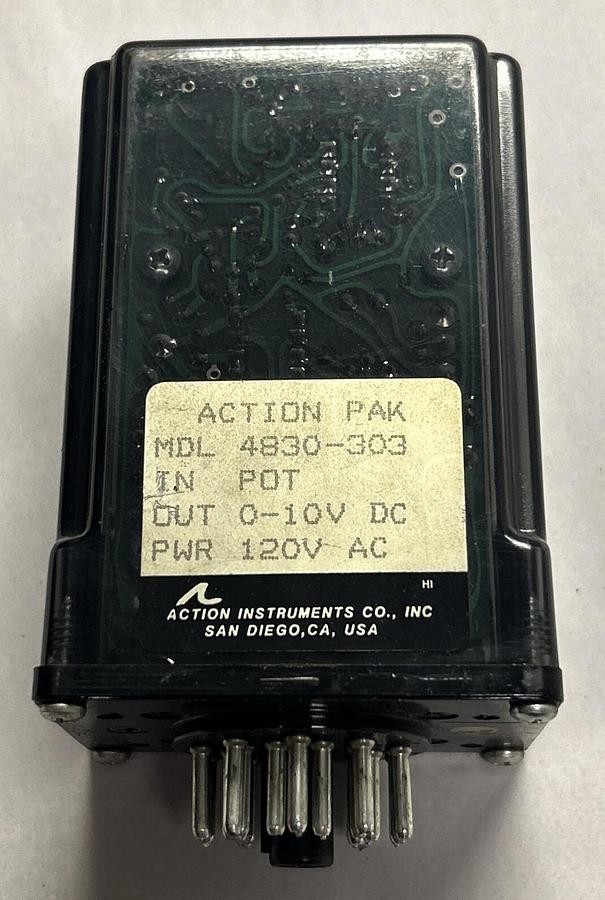 ACTION PAK
MDL 4830-303
IN POT
OUT 0-10V DC
PWR 120V AC
HI
ACTION INSTRUMENTS CO., INC
SAN DIEGO,CA, USA